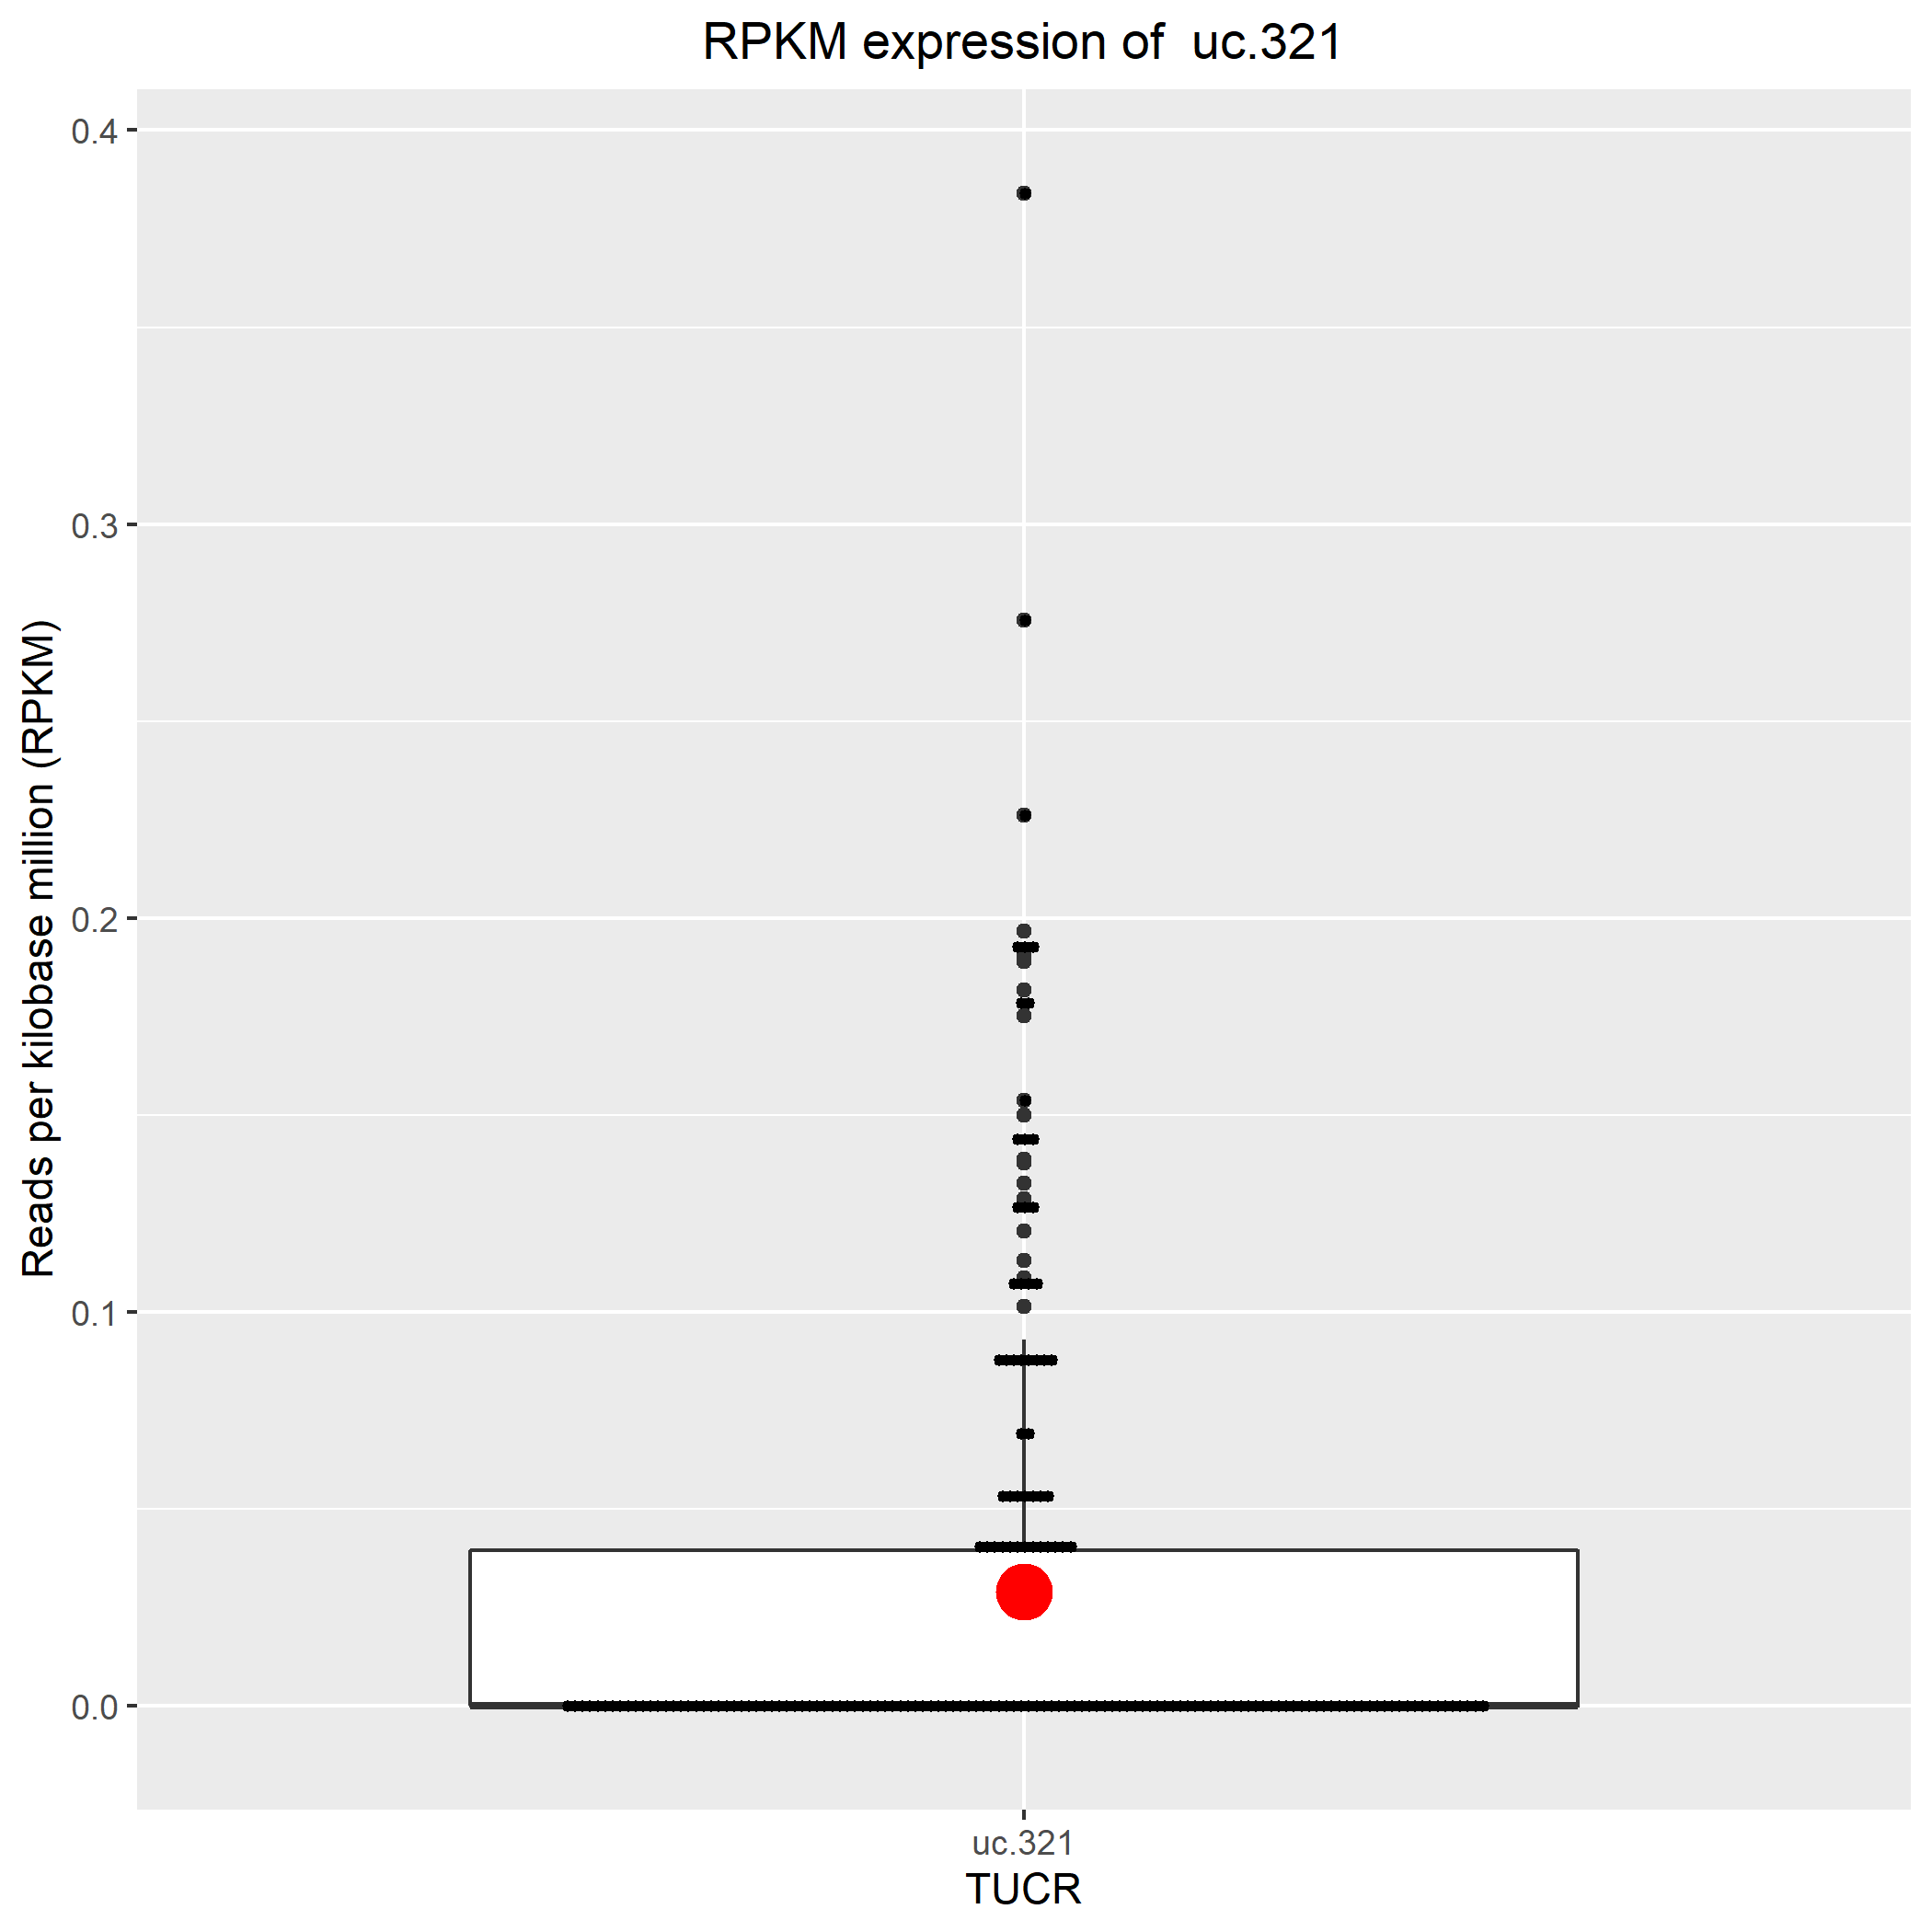 RPKM expression of  uc.321
Reads per kilobase million (RPKM)
0.4
0.3
0.2
0.1
0.0
uc.321
TUCR